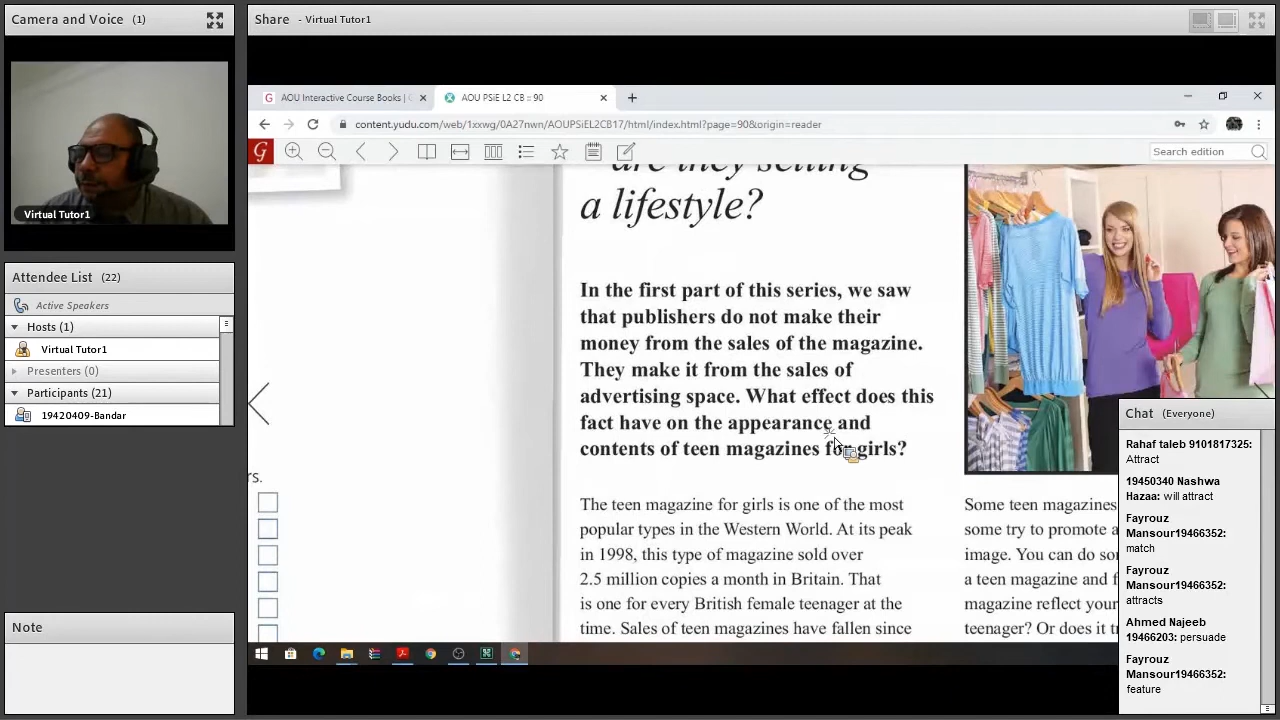 Camera and Voice (1)
Virtual Tutor1
Attendee List (22)
Active Speakers
Hosts (1)
Virtual Tutor1
Presenters (0)
Participants (21)
19420409-Bandar
Note
Share - Virtual Tutor1
AOU Interactive Course Books | G
AOU PSiE L2 CB :: 90
content.yudu.com/web/1xxwg/0A27nwn/AOUPSiEL2CB17/html/index.html?page=90&origin=reader
g
Search edition
are they selling
a lifestyle?
In the first part of this series, we saw
that publishers do not make their
money from the sales of the magazine.
They make it from the sales of
advertising space. What effect does this
fact have on the appearance and
contents of teen magazines for girls?
rs.
The teen magazine for girls is one of the most
popular types in the Western World. At its peak
in 1998, this type of magazine sold over
2.5 million copies a month in Britain. That
is one for every British female teenager at the
time. Sales of teen magazines have fallen since
Some teen magazines
some try to promote a
image. You can do so
a teen magazine and f
magazine reflect your
teenager? Or does it t
Chat (Everyone)
Rahaf taleb 9101817325:
Attract
19450340 Nashwa
Hazaa: will attract
Fayrouz
Mansour19466352:
match
Fayrouz
Mansour19466352:
attracts
Ahmed Najeeb
19466203: persuade
Fayrouz
Mansour19466352:
feature